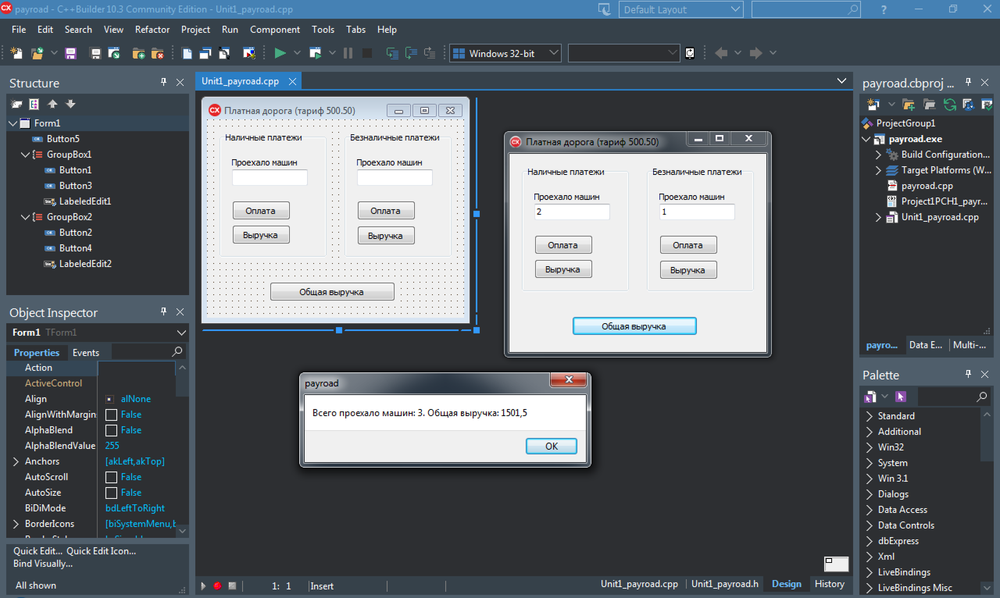 payroad - C++Builder 10.3 Community Edition - Unit1_payroad.cpp
Default Layout
?
File Edit Search View Refactor Project Run Component Tools Tabs Help
Windows 32-bit
Structure
Form1
Button5
GroupBox1
Button1
Button3
LabeledEdit1
GroupBox2
Button2
Button4
LabeledEdit2
Object Inspector
Form1 TForm1
Properties Events
Action
ActiveControl
Align alNone
AlignWithMargin: False
AlphaBlend False
AlphaBlendValue 255
Anchors [akLeft,akTop]
AutoScroll False
AutoSize False
BiDiMode bdLeftToRight
BorderIcons [biSystemMenu,b
Quick Edit... Quick Edit Icon...
Bind Visually...
All shown
Unit1_payroad.cpp
CX Платная дорога (тариф 500.50)
Наличные платежи Безналичные платежи
Проехало машин Проехало машин
Оплата Оплата
Выручка Выручка
Общая выручка
CX Платная дорога (тариф 500.50)
Наличные платежи Безналичные платежи
Проехало машин Проехало машин
2 1
Оплата Оплата
Выручка Выручка
Общая выручка
payroad
Всего проехало машин: 3. Общая выручка: 1501,5
OK
1: 1 Insert
Unit1_payroad.cpp Unit1_payroad.h Design History
payroad.cbproj ...
ProjectGroup1
payroad.exe
Build Configuration...
Target Platforms (W...
payroad.cpp
Project1PCH1_payr...
Unit1_payroad.cpp
payro... Data E... Multi-...
Palette
Standard
Additional
Win32
System
Win 3.1
Dialogs
Data Access
Data Controls
dbExpress
Xml
LiveBindings
LiveBindings Misc